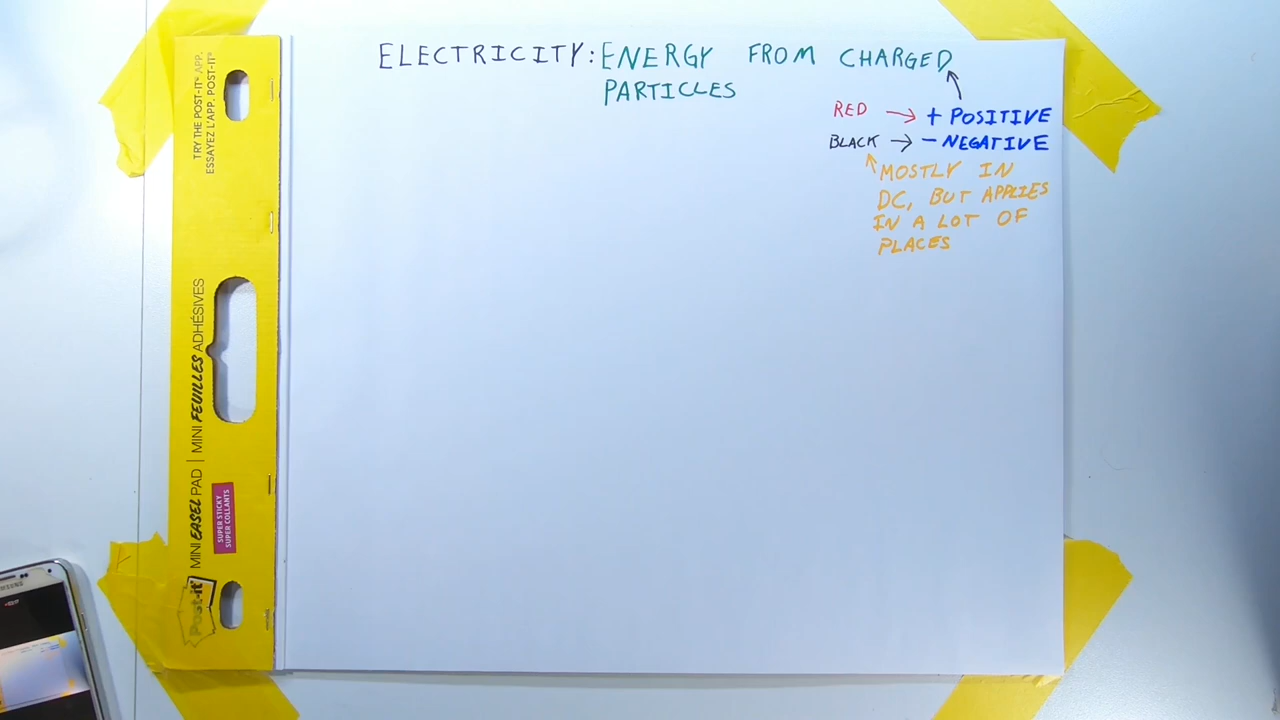 ELECTRICITY: ENERGY FROM CHARGED
PARTICLES
RED → + POSITIVE
BLACK → - NEGATIVE
MOSTLY IN
DC, BUT APPLIES
IN A LOT OF
PLACES
TRY THE POST-IT® APP.
ESSAYEZ L'APP. POST-IT®
MINI EASEL PAD | MINI FEUILLES ADHÉSIVES
SUPER STICKY
SUPER COLLANTS
Post-it
SAMSUNG